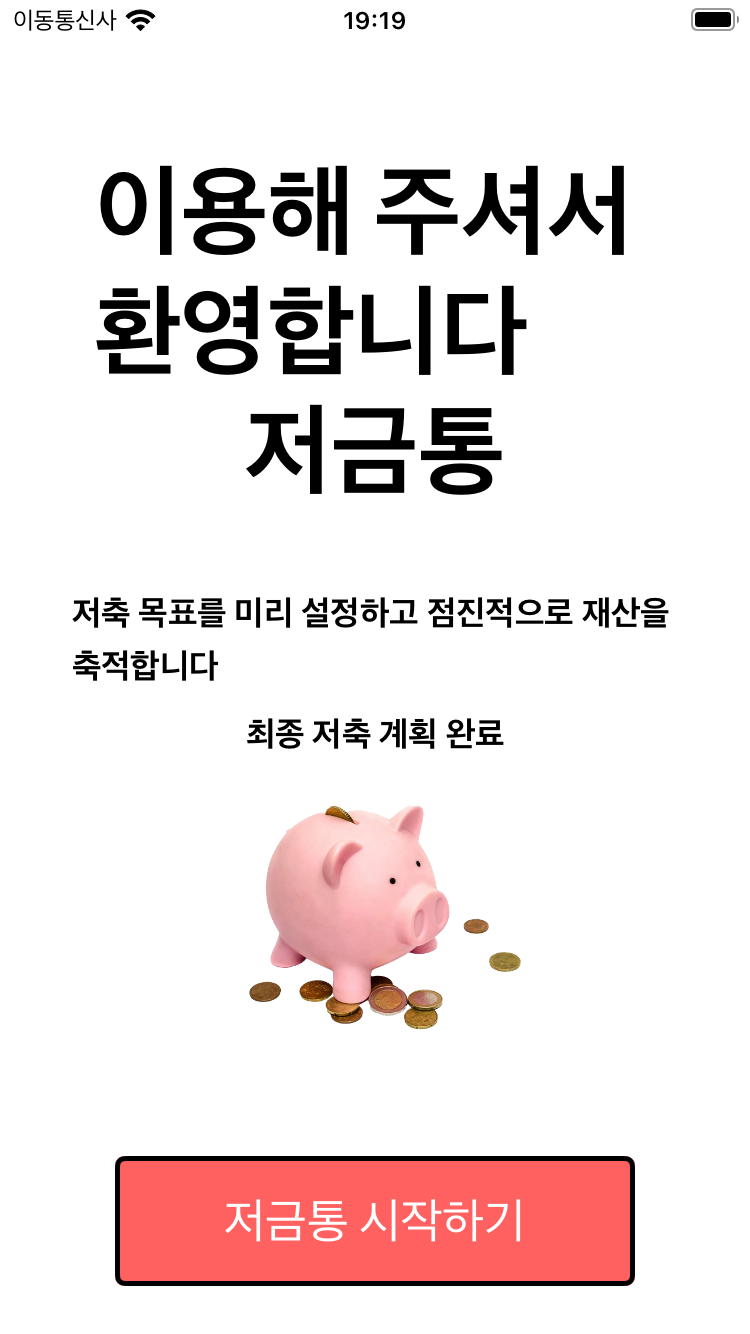 이동통신사 19:19
이용해 주셔서
환영합니다
저금통
저축 목표를 미리 설정하고 점진적으로 재산을
축적합니다
최종 저축 계획 완료
저금통 시작하기